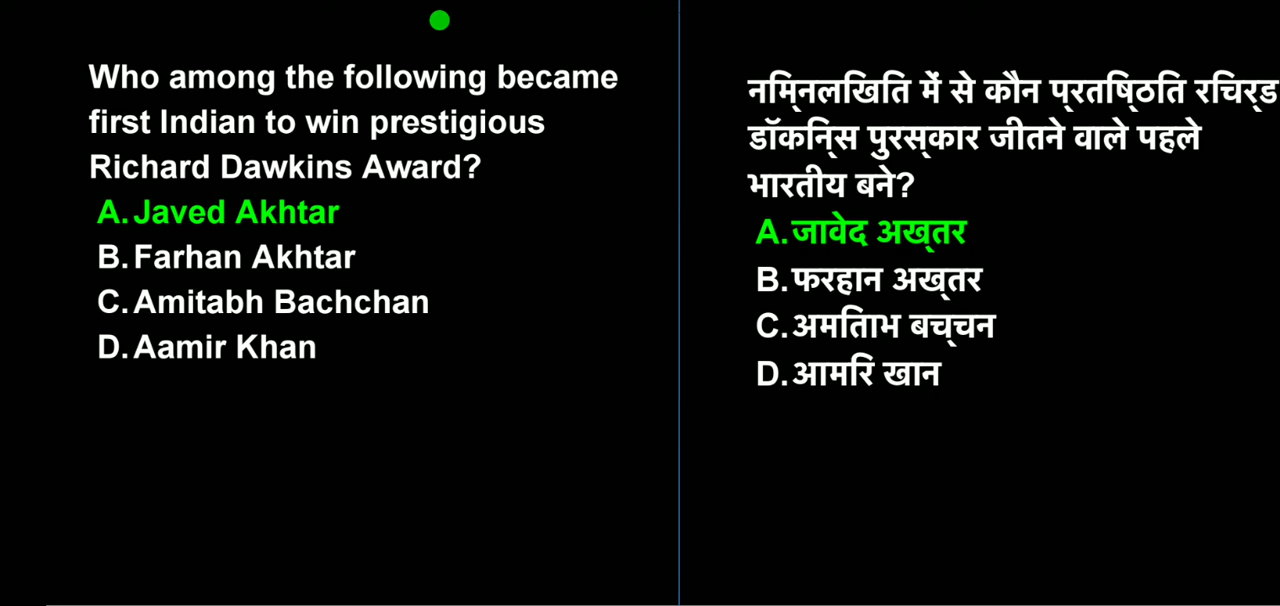 Who among the following became
first Indian to win prestigious
Richard Dawkins Award?
A. Javed Akhtar
B. Farhan Akhtar
C. Amitabh Bachchan
D. Aamir Khan
निम्नलिखित में से कौन प्रतिष्ठित रिचर्ड
डॉकिन्स पुरस्कार जीतने वाले पहले
भारतीय बने?
A. जावेद अख्तर
B. फरहान अख्तर
C. अमिताभ बच्चन
D. आमिर खान